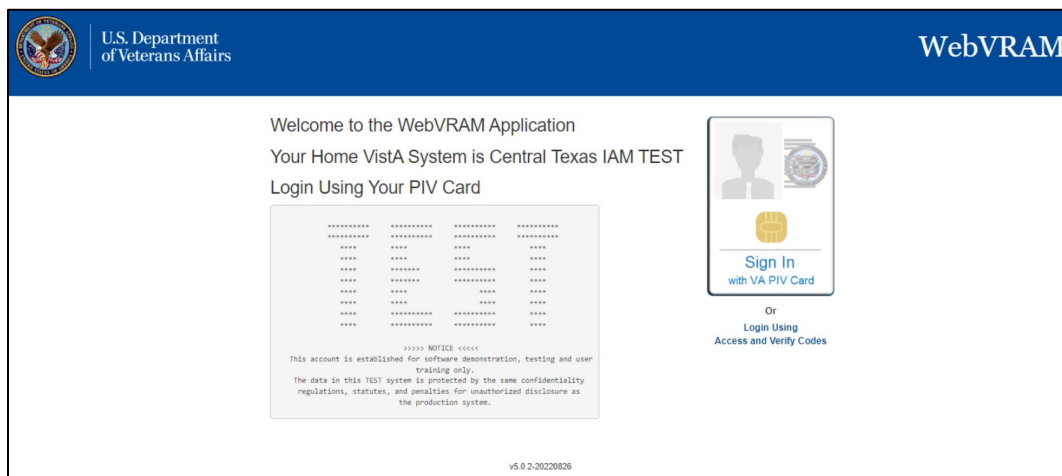 U.S. Department
of Veterans Affairs
WebVRAM
Welcome to the WebVRAM Application
Your Home VistA System is Central Texas IAM TEST
Login Using Your PIV Card
********** ********** ********** **********
********** ********** ********** **********
**** **** **** ****
**** **** **** ****
**** ******* ********** ****
**** ******* ********** ****
**** **** **** ****
**** **** **** ****
**** ********** ********** ****
**** ********** ********** ****
>>>>> NOTICE <<<<<
This account is established for software demonstration, testing and user
training only.
The data in this TEST system is protected by the same confidentiality
regulations, statutes, and penalties for unauthorized disclosure as
the production system.
Sign In
with VA PIV Card
Or
Login Using
Access and Verify Codes
v5.0.2-20220826